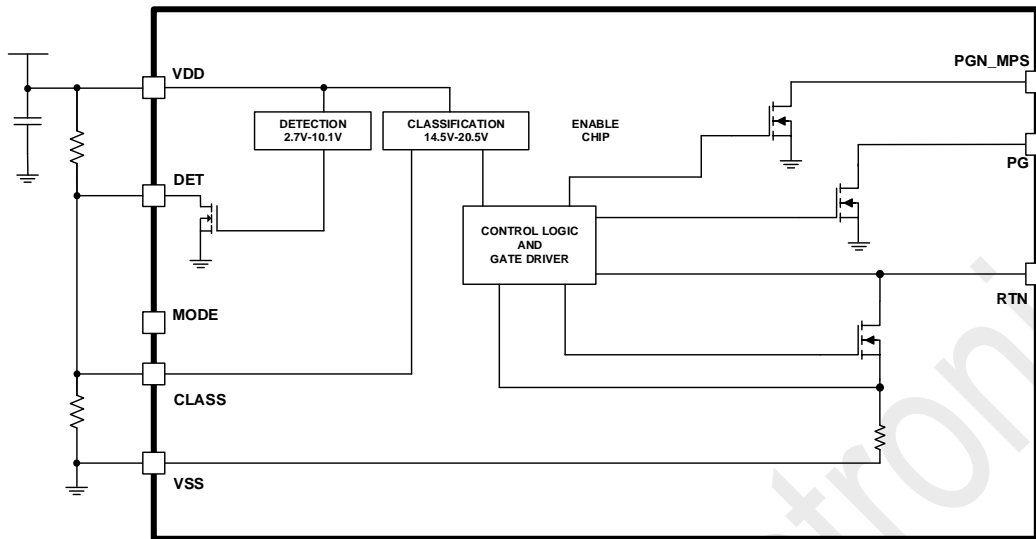 PGN_MPS
VDD
DETECTION
2.7V-10.1V
CLASSIFICATION
14.5V-20.5V
ENABLE
CHIP
PG
DET
CONTROL LOGIC
AND
GATE DRIVER
RTN
MODE
CLASS
VSS